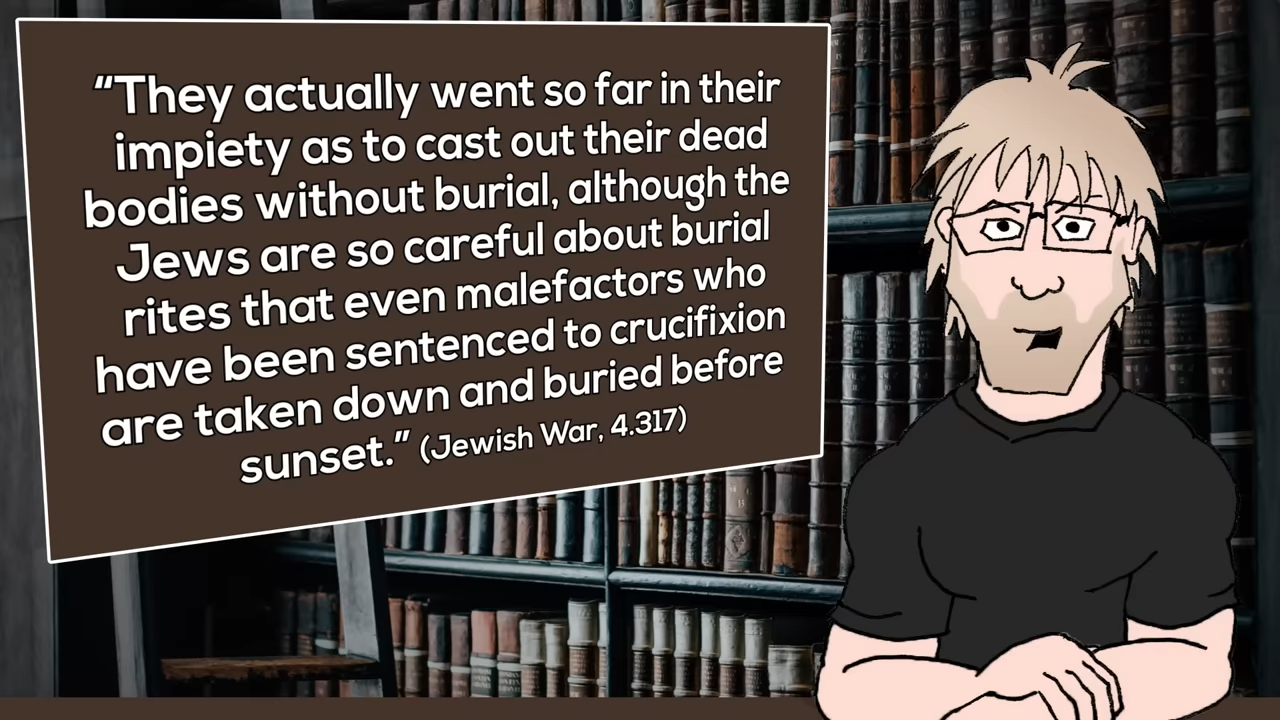 “They actually went so far in their
impiety as to cast out their dead
bodies without burial, although the
Jews are so careful about burial
rites that even malefactors who
have been sentenced to crucifixion
are taken down and buried before
sunset.” (Jewish War, 4.317)